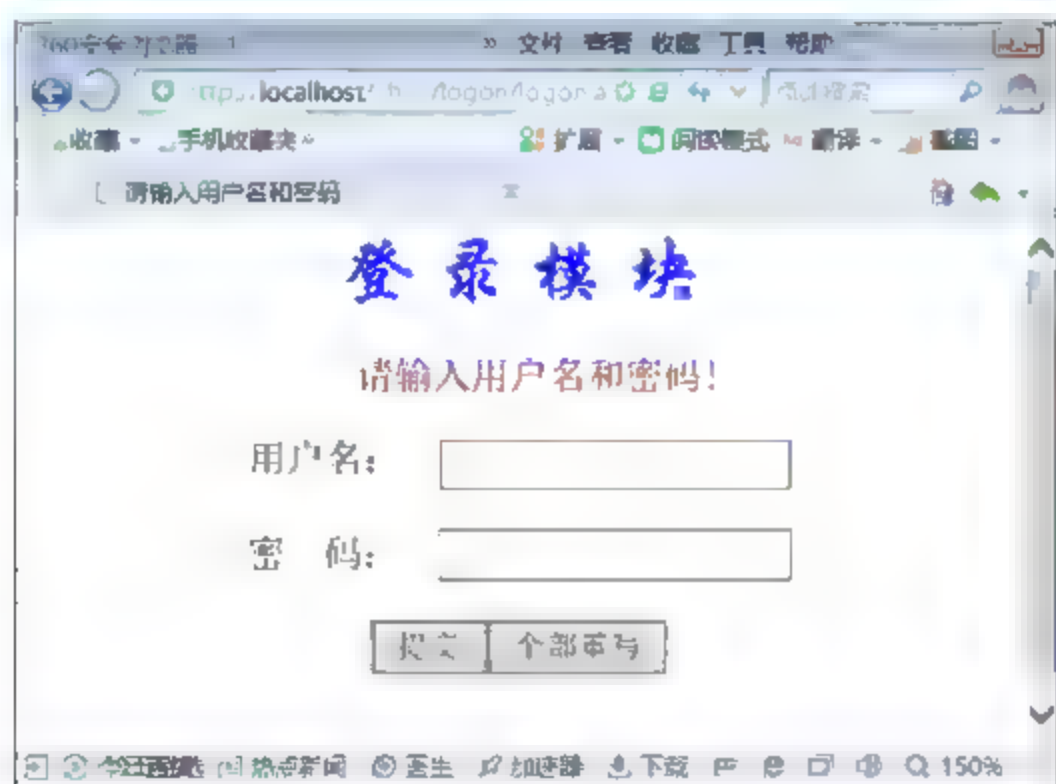 文件 查看 收藏 工具 帮助
localhost
收藏 手机收藏夹 扩展 阅读模式 翻译 截图
请输入用户名和密码
登录模块
请输入用户名和密码!
用户名:
密 码:
提交 全部重写
热点新闻 医生 加速器 下载 150%